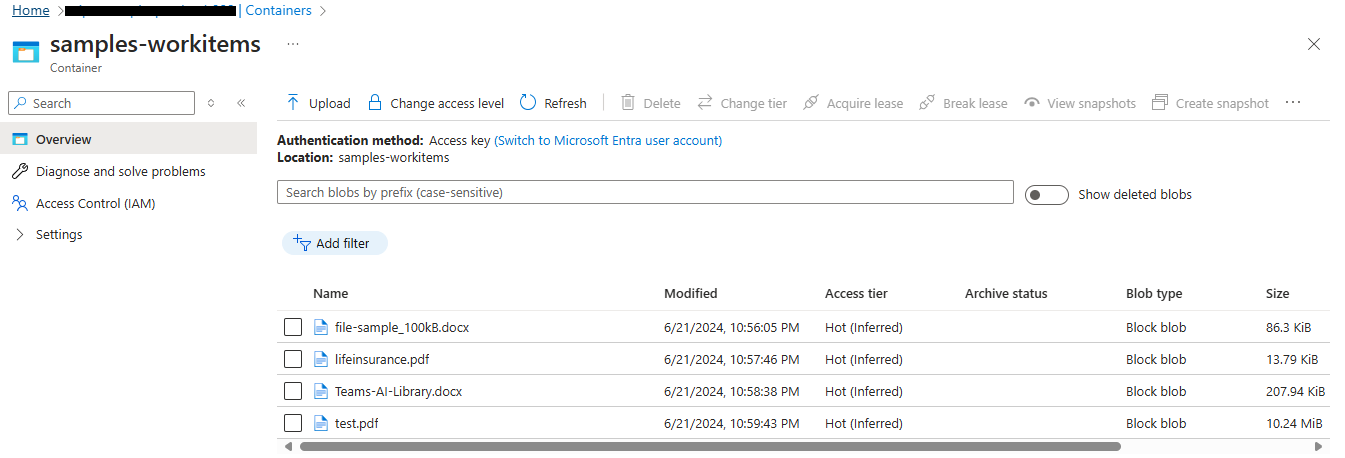 Home > | Containers >
samples-workitems ...
Container
Search
Overview
Diagnose and solve problems
Access Control (IAM)
Settings
Upload Change access level Refresh Delete Change tier Acquire lease Break lease View snapshots Create snapshot ...
Authentication method: Access key (Switch to Microsoft Entra user account)
Location: samples-workitems
Search blobs by prefix (case-sensitive) Show deleted blobs
Add filter
Name Modified Access tier Archive status Blob type Size
file-sample_100kB.docx 6/21/2024, 10:56:05 PM Hot (Inferred) Block blob 86.3 KiB
lifeinsurance.pdf 6/21/2024, 10:57:46 PM Hot (Inferred) Block blob 13.79 KiB
Teams-AI-Library.docx 6/21/2024, 10:58:38 PM Hot (Inferred) Block blob 207.94 KiB
test.pdf 6/21/2024, 10:59:43 PM Hot (Inferred) Block blob 10.24 MiB